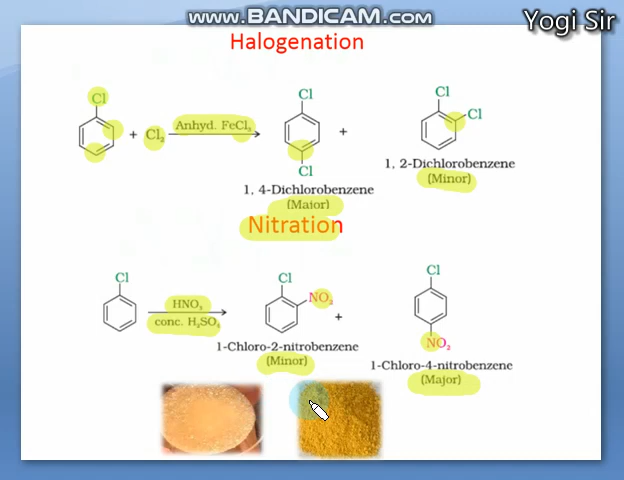 www.BANDICAM.com
Yogi Sir
Halogenation
Cl
+ Cl₂
Anhyd. FeCl₃
Cl
Cl
+
Cl
Cl
1, 4-Dichlorobenzene
(Major)
1, 2-Dichlorobenzene
(Minor)
Nitration
Cl
HNO₃
conc. H₂SO₄
Cl
NO₂
+
Cl
NO₂
1-Chloro-2-nitrobenzene
(Minor)
1-Chloro-4-nitrobenzene
(Major)